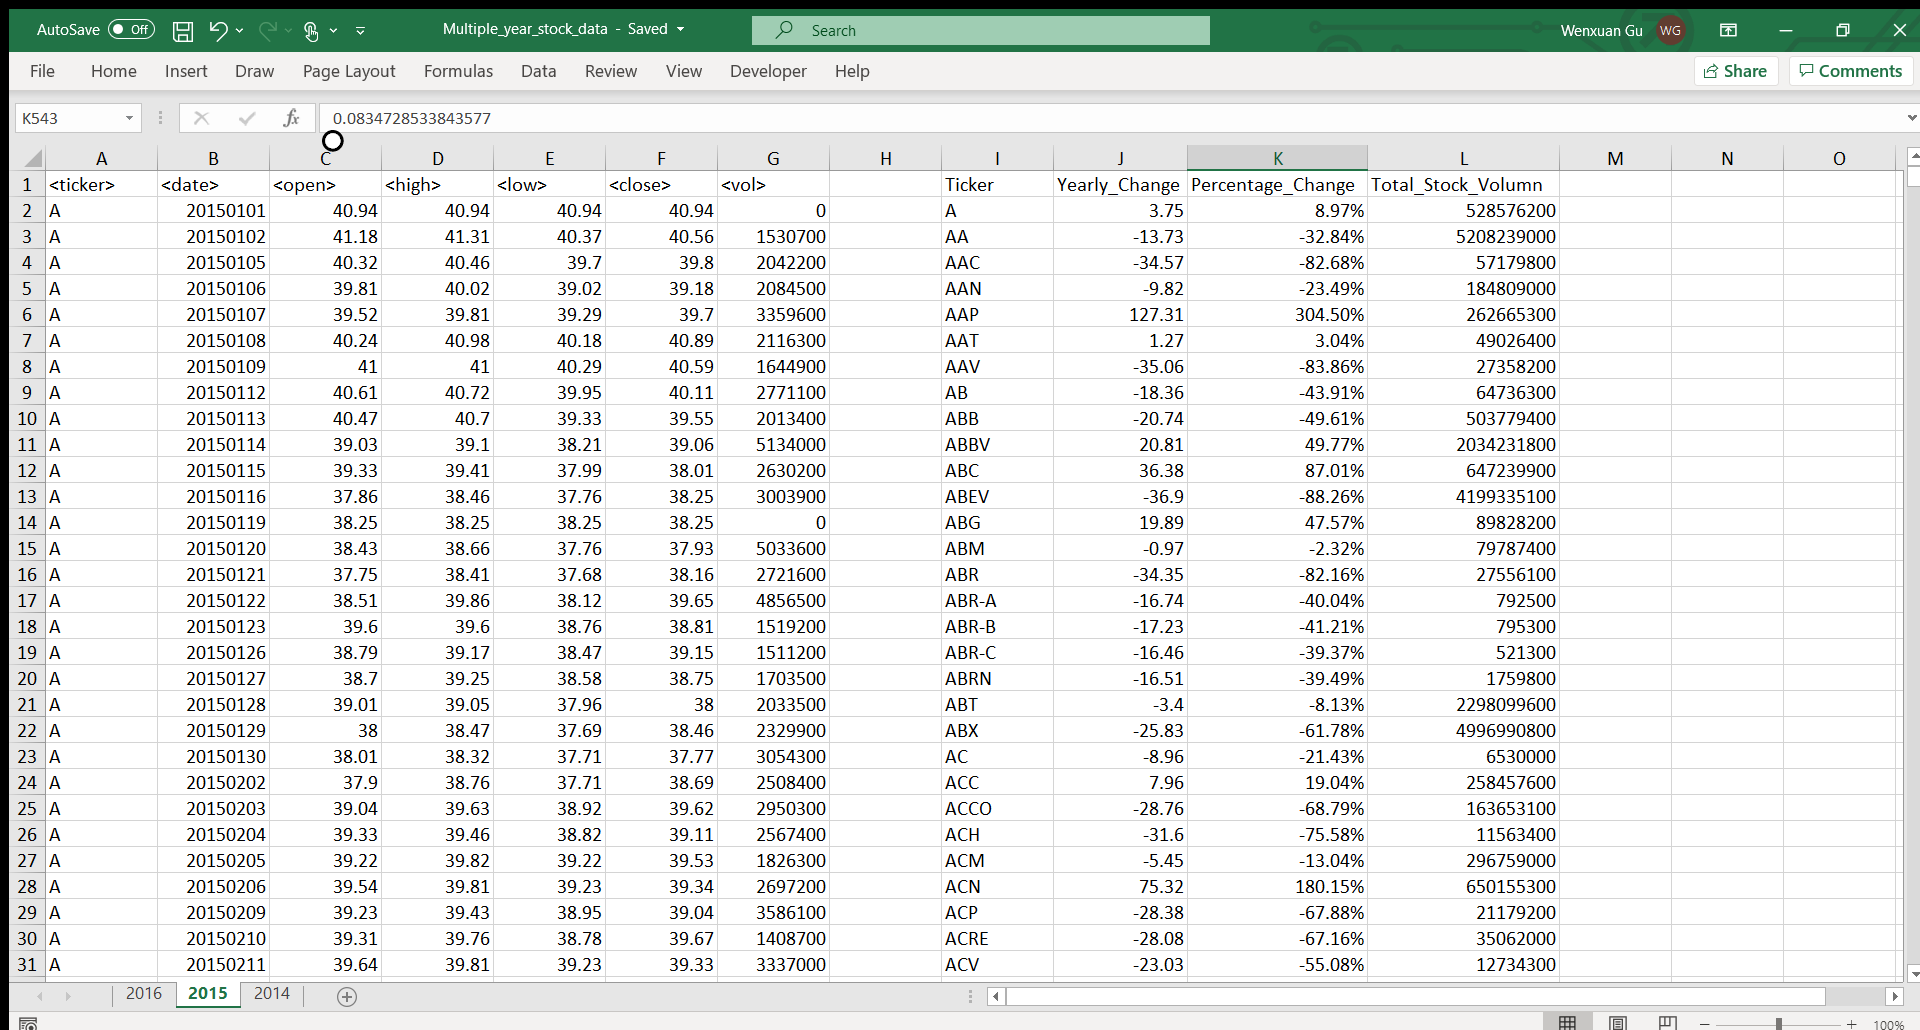 AutoSave Off Multiple_year_stock_data - Saved Search Wenxuan Gu WG
File Home Insert Draw Page Layout Formulas Data Review View Developer Help Share Comments
K543 fx 0.0834728533843577
A B C D E F G H I J K L M N O
1 <ticker> <date> <open> <high> <low> <close> <vol> Ticker Yearly_Change Percentage_Change Total_Stock_Volumn
2 A 20150101 40.94 40.94 40.94 40.94 0 A 3.75 8.97% 528576200
3 A 20150102 41.18 41.31 40.37 40.56 1530700 AA -13.73 -32.84% 5208239000
4 A 20150105 40.32 40.46 39.7 39.8 2042200 AAC -34.57 -82.68% 57179800
5 A 20150106 39.81 40.02 39.02 39.18 2084500 AAN -9.82 -23.49% 184809000
6 A 20150107 39.52 39.81 39.29 39.7 3359600 AAP 127.31 304.50% 262665300
7 A 20150108 40.24 40.98 40.18 40.89 2116300 AAT 1.27 3.04% 49026400
8 A 20150109 41 41 40.29 40.59 1644900 AAV -35.06 -83.86% 27358200
9 A 20150112 40.61 40.72 39.95 40.11 2771100 AB -18.36 -43.91% 64736300
10 A 20150113 40.47 40.7 39.33 39.55 2013400 ABB -20.74 -49.61% 503779400
11 A 20150114 39.03 39.1 38.21 39.06 5134000 ABBV 20.81 49.77% 2034231800
12 A 20150115 39.33 39.41 37.99 38.01 2630200 ABC 36.38 87.01% 647239900
13 A 20150116 37.86 38.46 37.76 38.25 3003900 ABEV -36.9 -88.26% 4199335100
14 A 20150119 38.25 38.25 38.25 38.25 0 ABG 19.89 47.57% 89828200
15 A 20150120 38.43 38.66 37.76 37.93 5033600 ABM -0.97 -2.32% 79787400
16 A 20150121 37.75 38.41 37.68 38.16 2721600 ABR -34.35 -82.16% 27556100
17 A 20150122 38.51 39.86 38.12 39.65 4856500 ABR-A -16.74 -40.04% 792500
18 A 20150123 39.6 39.6 38.76 38.81 1519200 ABR-B -17.23 -41.21% 795300
19 A 20150126 38.79 39.17 38.47 39.15 1511200 ABR-C -16.46 -39.37% 521300
20 A 20150127 38.7 39.25 38.58 38.75 1703500 ABRN -16.51 -39.49% 1759800
21 A 20150128 39.01 39.05 37.96 38 2033500 ABT -3.4 -8.13% 2298099600
22 A 20150129 38 38.47 37.69 38.46 2329900 ABX -25.83 -61.78% 4996990800
23 A 20150130 38.01 38.32 37.71 37.77 3054300 AC -8.96 -21.43% 6530000
24 A 20150202 37.9 38.76 37.71 38.69 2508400 ACC 7.96 19.04% 258457600
25 A 20150203 39.04 39.63 38.92 39.62 2950300 ACCO -28.76 -68.79% 163653100
26 A 20150204 39.33 39.46 38.82 39.11 2567400 ACH -31.6 -75.58% 11563400
27 A 20150205 39.22 39.82 39.22 39.53 1826300 ACM -5.45 -13.04% 296759000
28 A 20150206 39.54 39.81 39.23 39.34 2697200 ACN 75.32 180.15% 650155300
29 A 20150209 39.23 39.43 38.95 39.04 3586100 ACP -28.38 -67.88% 21179200
30 A 20150210 39.31 39.76 38.78 39.67 1408700 ACRE -28.08 -67.16% 35062000
31 A 20150211 39.64 39.81 39.23 39.33 3337000 ACV -23.03 -55.08% 12734300
2016 2015 2014
100%